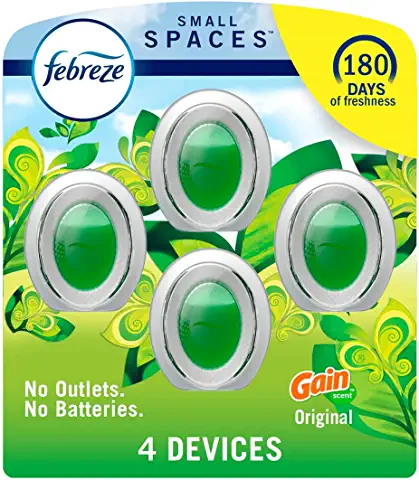 SMALL
SPACES™
febreze
180
DAYS
of freshness
No Outlets.
No Batteries.
Gain
scent
Original
4 DEVICES